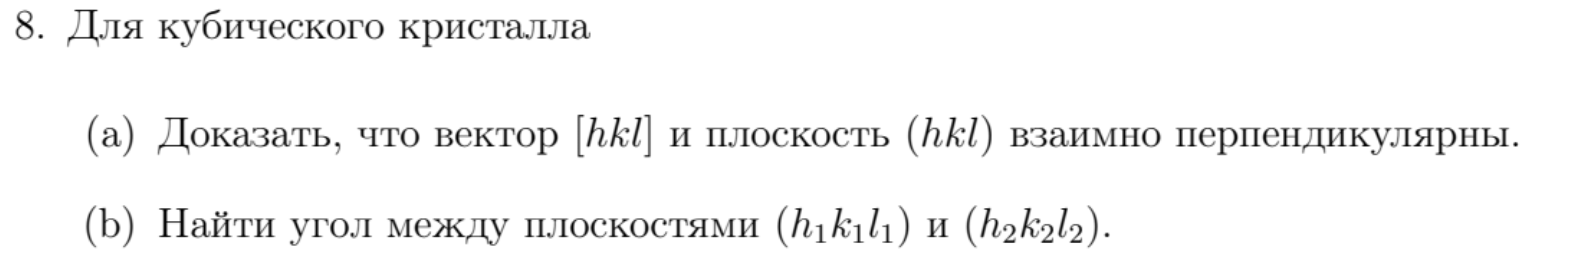 8. Для кубического кристалла
(a) Доказать, что вектор [hkl] и плоскость (hkl) взаимно перпендикулярны.
(b) Найти угол между плоскостями (h₁k₁l₁) и (h₂k₂l₂).